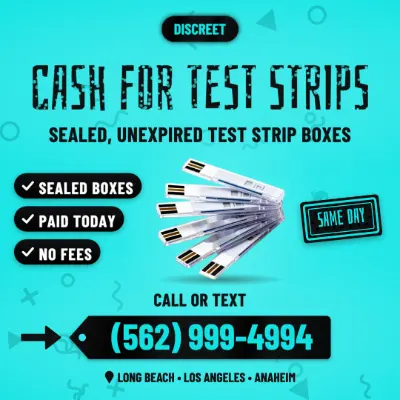 DISCREET
CASH FOR TEST STRIPS
SEALED, UNEXPIRED TEST STRIP BOXES
SEALED BOXES
PAID TODAY
NO FEES
SAME DAY
CALL OR TEXT
(562) 999-4994
LONG BEACH • LOS ANGELES • ANAHEIM